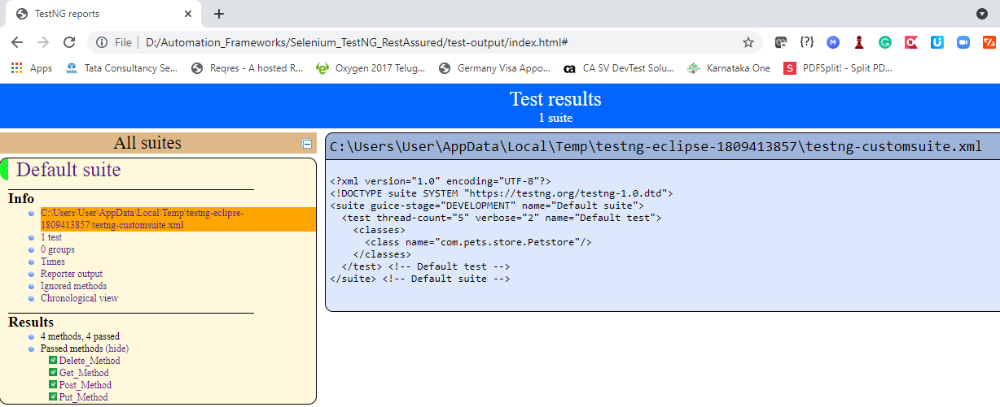 TestNG reports
File | D:/Automation_Frameworks/Selenium_TestNG_RestAssured/test-output/index.html#
Apps Tata Consultancy Se... Reqres - A hosted R... Oxygen 2017 Telug... Germany Visa Appo... CA SV DevTest Solu... Karnataka One PDFSplit! - Split PD...
Test results
1 suite
All suites
Default suite
Info
C:\Users\User\AppData\Local\Temp\testng-eclipse-
1809413857\testng-customsuite.xml
1 test
0 groups
Times
Reporter output
Ignored methods
Chronological view
Results
4 methods, 4 passed
Passed methods (hide)
Delete_Method
Get_Method
Post_Method
Put_Method
C:\Users\User\AppData\Local\Temp\testng-eclipse-1809413857\testng-customsuite.xml
<?xml version="1.0" encoding="UTF-8"?>
<!DOCTYPE suite SYSTEM "https://testng.org/testng-1.0.dtd">
<suite guice-stage="DEVELOPMENT" name="Default suite">
  <test thread-count="5" verbose="2" name="Default test">
    <classes>
      <class name="com.pets.store.Petstore"/>
    </classes>
  </test> <!-- Default test -->
</suite> <!-- Default suite -->